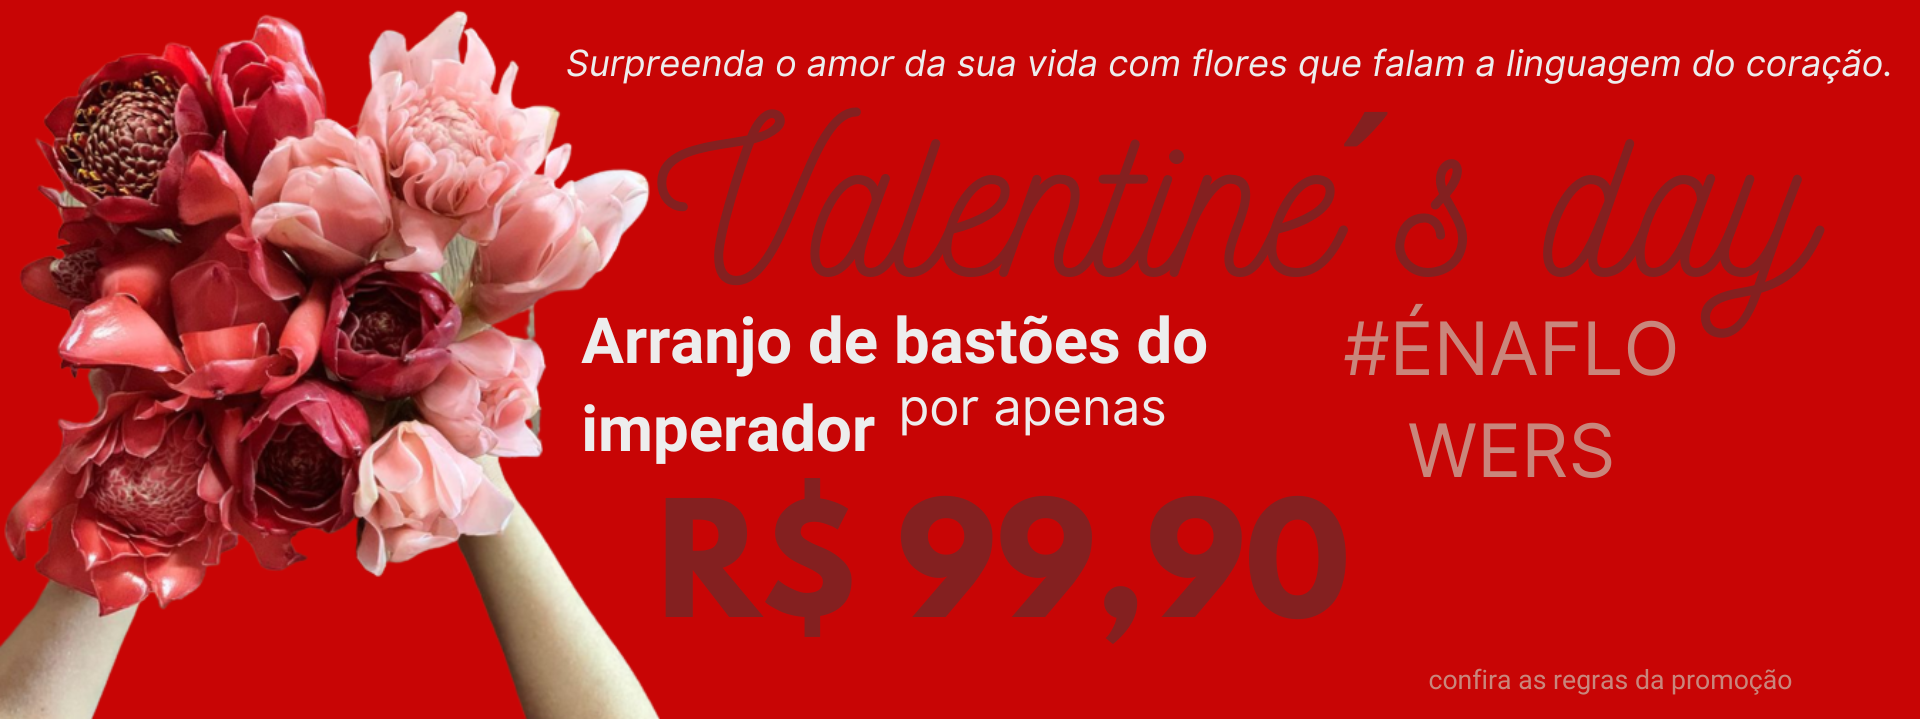 Surpreenda o amor da sua vida com flores que falam a linguagem do coração.
Valentine´s day
Arranjo de bastões do
imperador por apenas
R$ 99,90
#ÉNAFLO
WERS
confira as regras da promoção